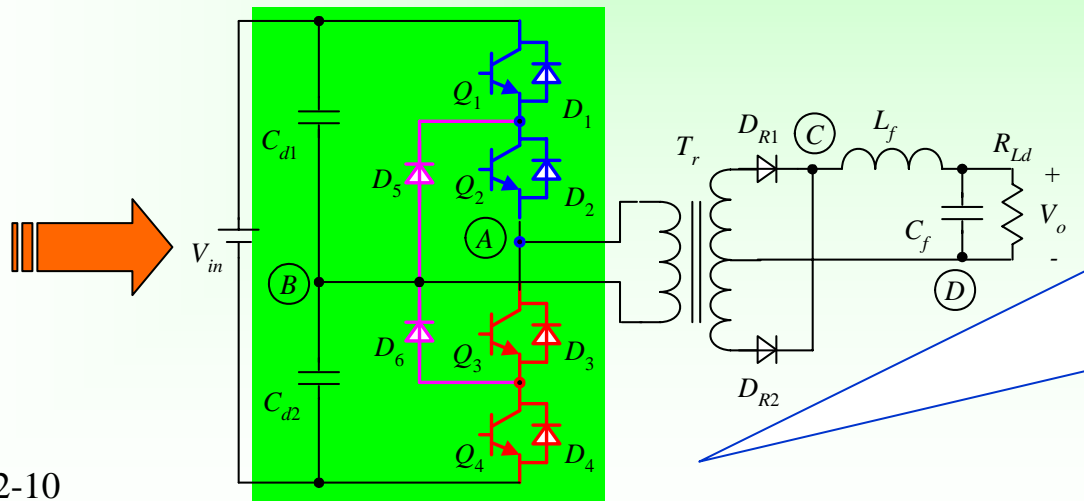 Q1
D1
Cd1
DR1
C
Lf
RLd
Tr
D5
Q2
D2
+
A
Cf
Vo
Vin
B
-
D
D6
Q3
D3
DR2
Cd2
Q4
D4
2-10